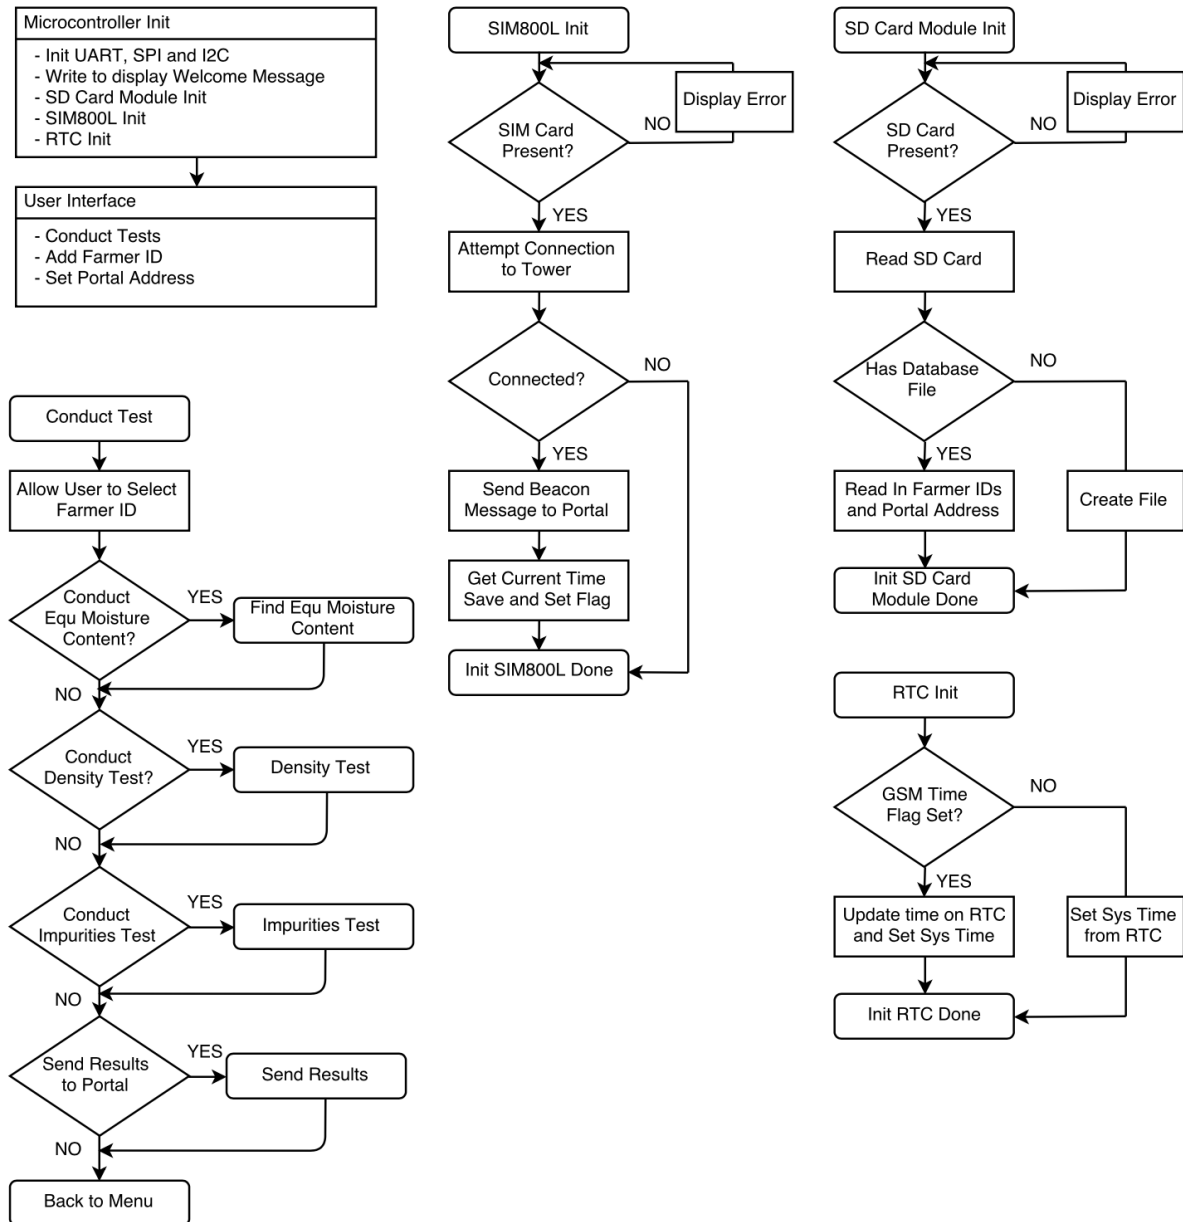 Microcontroller Init
- Init UART, SPI and I2C
- Write to display Welcome Message
- SD Card Module Init
- SIM800L Init
- RTC Init
User Interface
- Conduct Tests
- Add Farmer ID
- Set Portal Address
Conduct Test
Allow User to Select
Farmer ID
Conduct
Equ Moisture
Content?
YES
Find Equ Moisture
Content
NO
Conduct
Density Test?
YES
Density Test
NO
Conduct
Impurities Test
YES
Impurities Test
NO
Send Results
to Portal
YES
Send Results
NO
Back to Menu
SIM800L Init
Display Error
SIM Card
Present?
NO
YES
Attempt Connection
to Tower
Connected?
NO
YES
Send Beacon
Message to Portal
Get Current Time
Save and Set Flag
Init SIM800L Done
SD Card Module Init
Display Error
SD Card
Present?
NO
YES
Read SD Card
Has Database
File
NO
YES
Read In Farmer IDs
and Portal Address
Create File
Init SD Card
Module Done
RTC Init
GSM Time
Flag Set?
NO
YES
Update time on RTC
and Set Sys Time
Set Sys Time
from RTC
Init RTC Done